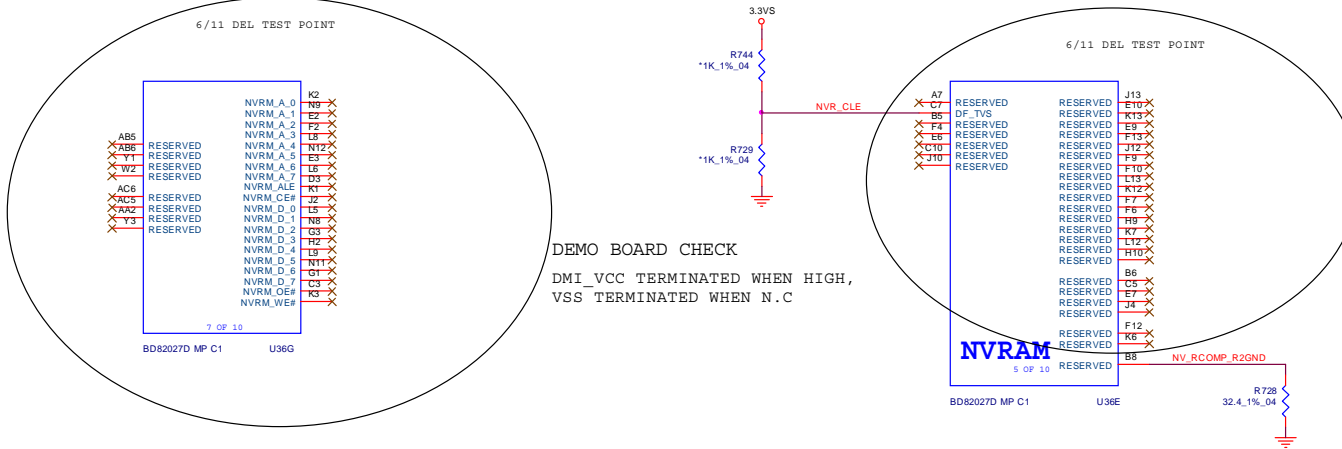 6/11 DEL TEST POINT
K2
NVRM_A_0
N9
NVRM_A_1
E2
NVRM_A_2
F2
NVRM_A_3
L8
NVRM_A_4
N12
NVRM_A_5
E3
NVRM_A_6
L6
NVRM_A_7
D3
NVRM_ALE
K1
NVRM_CE#
J2
NVRM_D_0
L5
NVRM_D_1
N8
NVRM_D_2
G3
NVRM_D_3
H2
NVRM_D_4
L9
NVRM_D_5
N11
NVRM_D_6
G1
NVRM_D_7
C3
NVRM_OE#
K3
NVRM_WE#
AB5
RESERVED
AB6
RESERVED
Y1
RESERVED
W2
RESERVED
AC6
RESERVED
AC5
RESERVED
AA2
RESERVED
Y3
RESERVED
7 OF 10
BD82027D MP C1 U36G
DEMO BOARD CHECK
DMI_VCC TERMINATED WHEN HIGH,
VSS TERMINATED WHEN N.C
3.3VS
R744
*1K_1%_04
NVR_CLE
R729
*1K_1%_04
6/11 DEL TEST POINT
A7
RESERVED
C7
DF_TVS
B5
RESERVED
F4
RESERVED
E6
RESERVED
C10
RESERVED
J10
RESERVED
J13
RESERVED
E10
RESERVED
K13
RESERVED
E9
RESERVED
F13
RESERVED
J12
RESERVED
F9
RESERVED
F10
RESERVED
L13
RESERVED
K12
RESERVED
F7
RESERVED
F6
RESERVED
H9
RESERVED
K7
RESERVED
L12
RESERVED
H10
RESERVED
B6
RESERVED
C5
RESERVED
E7
RESERVED
J4
RESERVED
F12
RESERVED
K6
RESERVED
B8
RESERVED
NVRAM
5 OF 10
NV_RCOMP_R2GND
R728
32.4_1%_04
BD82027D MP C1 U36E